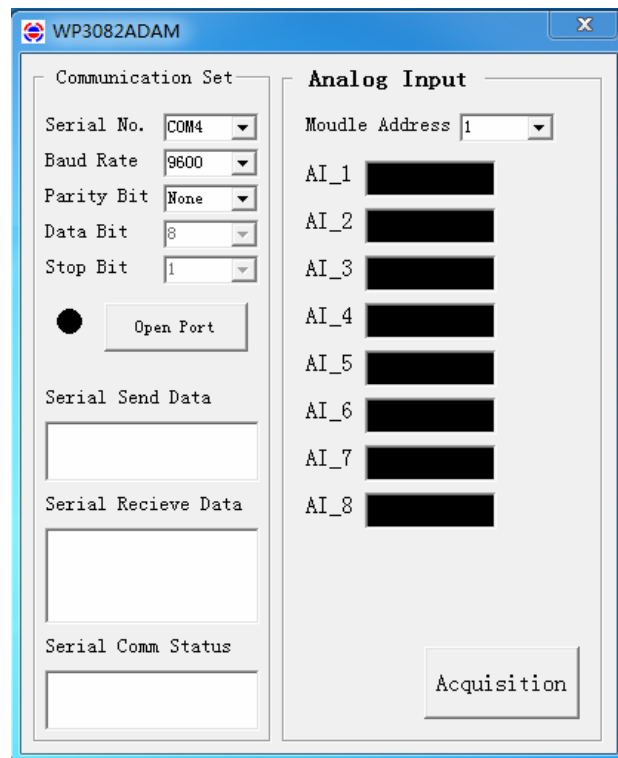 WP3082ADAM
Communication Set
Serial No. COM4
Baud Rate 9600
Parity Bit None
Data Bit 8
Stop Bit 1
Open Port
Serial Send Data
Serial Recieve Data
Serial Comm Status
Analog Input
Moudle Address 1
AI_1
AI_2
AI_3
AI_4
AI_5
AI_6
AI_7
AI_8
Acquisition